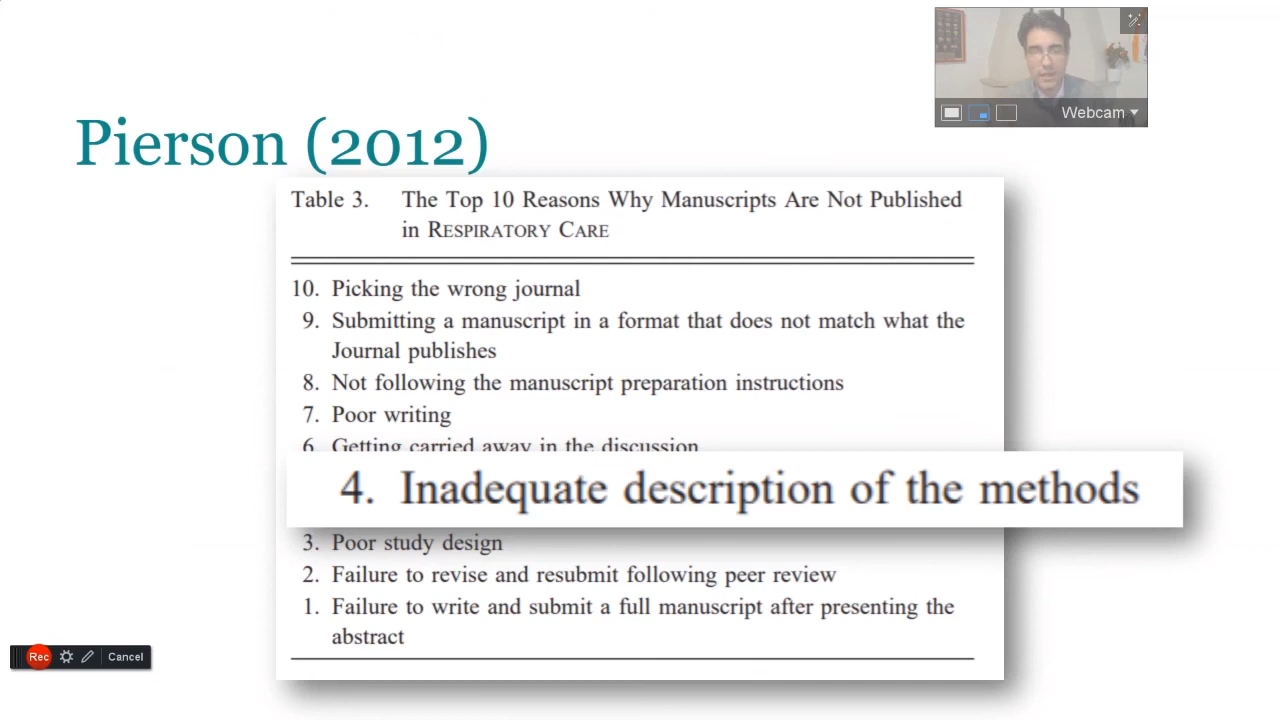 Webcam
Pierson (2012)
Table 3. The Top 10 Reasons Why Manuscripts Are Not Published
in RESPIRATORY CARE
10. Picking the wrong journal
9. Submitting a manuscript in a format that does not match what the
Journal publishes
8. Not following the manuscript preparation instructions
7. Poor writing
6. Getting carried away in the discussion
4. Inadequate description of the methods
3. Poor study design
2. Failure to revise and resubmit following peer review
1. Failure to write and submit a full manuscript after presenting the
abstract
Rec Cancel